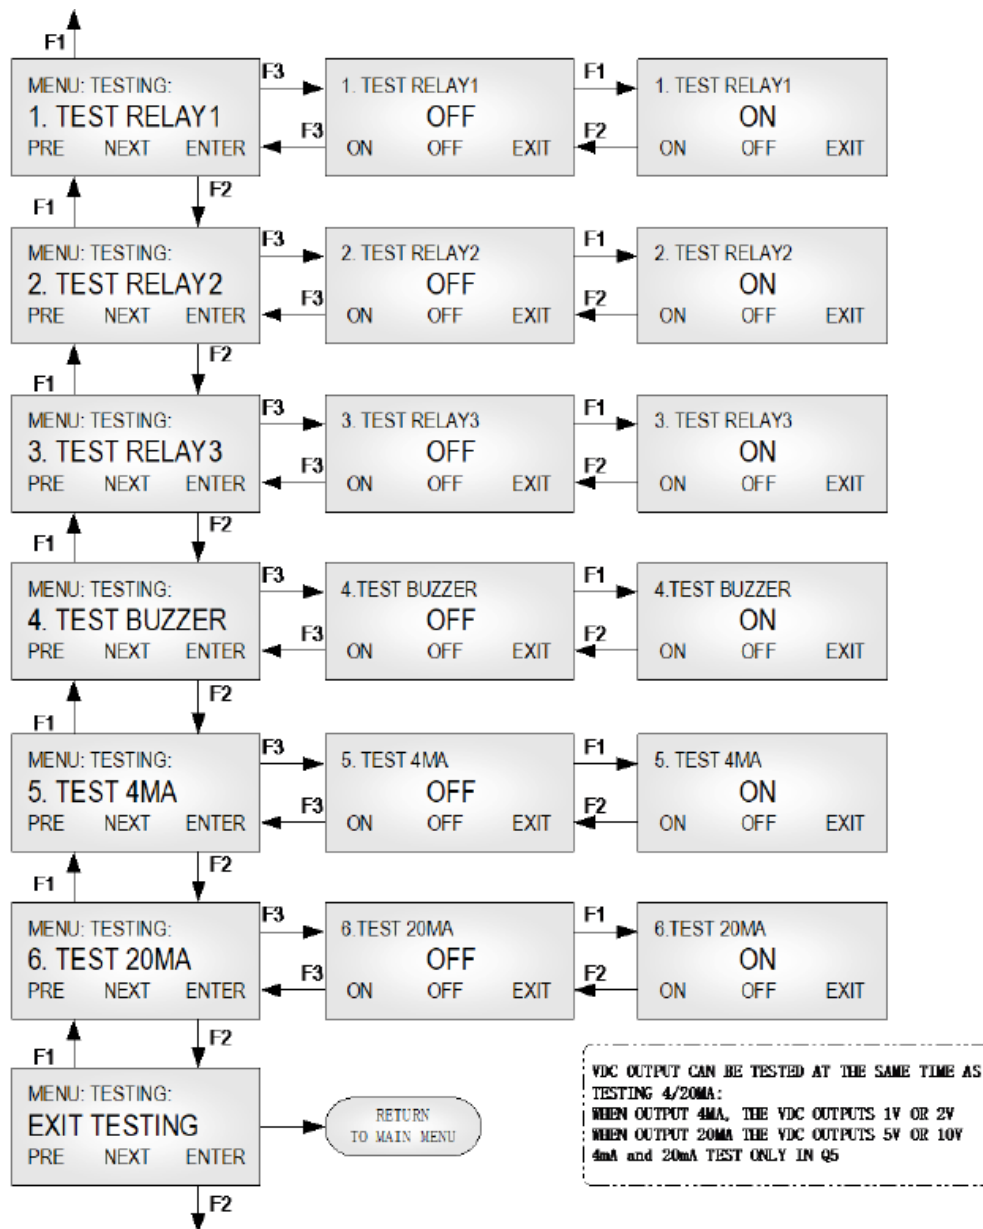 F1
MENU: TESTING:
1. TEST RELAY1
PRE NEXT ENTER
F3
F3
1. TEST RELAY1
OFF
ON OFF EXIT
F1
F2
1. TEST RELAY1
ON
ON OFF EXIT
F1
F2
MENU: TESTING:
2. TEST RELAY2
PRE NEXT ENTER
F3
F3
2. TEST RELAY2
OFF
ON OFF EXIT
F1
F2
2. TEST RELAY2
ON
ON OFF EXIT
F1
F2
MENU: TESTING:
3. TEST RELAY3
PRE NEXT ENTER
F3
F3
3. TEST RELAY3
OFF
ON OFF EXIT
F1
F2
3. TEST RELAY3
ON
ON OFF EXIT
F1
F2
MENU: TESTING:
4. TEST BUZZER
PRE NEXT ENTER
F3
F3
4.TEST BUZZER
OFF
ON OFF EXIT
F1
F2
4.TEST BUZZER
ON
ON OFF EXIT
F1
F2
MENU: TESTING:
5. TEST 4MA
PRE NEXT ENTER
F3
F3
5. TEST 4MA
OFF
ON OFF EXIT
F1
F2
5. TEST 4MA
ON
ON OFF EXIT
F1
F2
MENU: TESTING:
6. TEST 20MA
PRE NEXT ENTER
F3
F3
6.TEST 20MA
OFF
ON OFF EXIT
F1
F2
6.TEST 20MA
ON
ON OFF EXIT
F1
F2
MENU: TESTING:
EXIT TESTING
PRE NEXT ENTER
F2
RETURN
TO MAIN MENU
VDC OUTPUT CAN BE TESTED AT THE SAME TIME AS
TESTING 4/20MA:
WHEN OUTPUT 4MA, THE VDC OUTPUTS 1V OR 2V
WHEN OUTPUT 20MA THE VDC OUTPUTS 5V OR 10V
4mA and 20mA TEST ONLY IN Q5